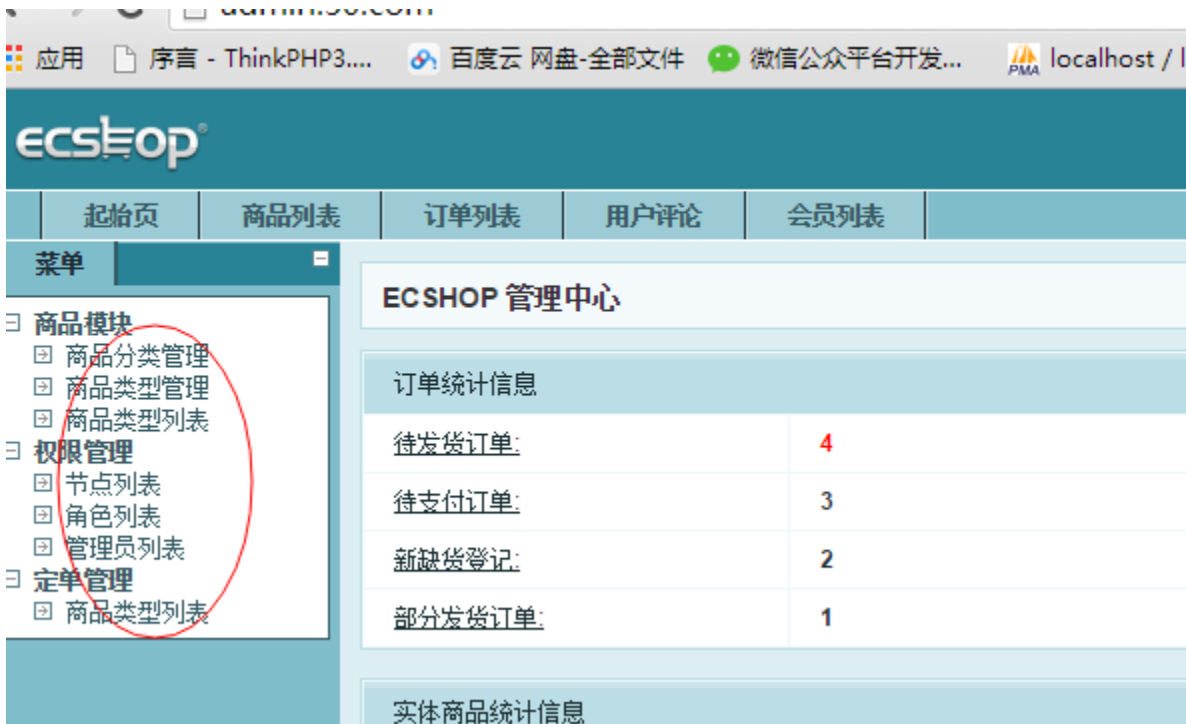 应用 序言 - ThinkPHP3.... 百度云 网盘-全部文件 微信公众平台开发... localhost / l
PMA
ecshop®
起始页 商品列表 订单列表 用户评论 会员列表
菜单
商品模块
商品分类管理
商品类型管理
商品类型列表
权限管理
节点列表
角色列表
管理员列表
定单管理
商品类型列表
ECSHOP 管理中心
订单统计信息
待发货订单: 4
待支付订单: 3
新缺货登记: 2
部分发货订单: 1
实体商品统计信息